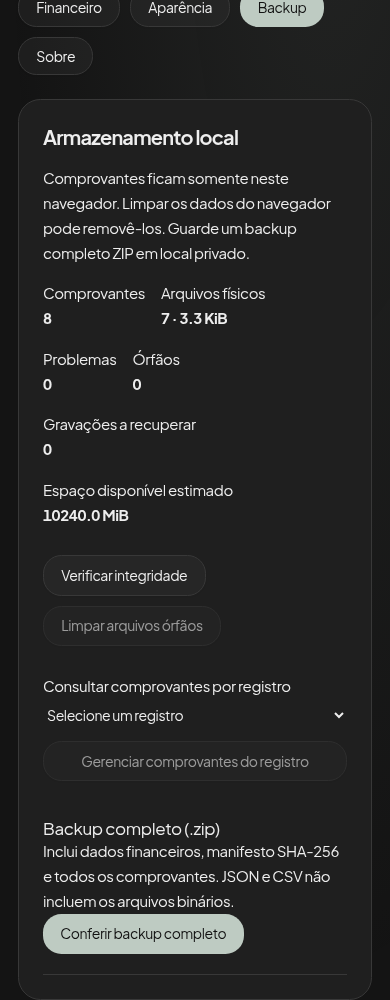 Financeiro Aparência Backup
Sobre
Armazenamento local
Comprovantes ficam somente neste
navegador. Limpar os dados do navegador
pode removê-los. Guarde um backup
completo ZIP em local privado.
Comprovantes Arquivos físicos
8 7 · 3.3 KiB
Problemas Órfãos
0 0
Gravações a recuperar
0
Espaço disponível estimado
10240.0 MiB
Verificar integridade
Limpar arquivos órfãos
Consultar comprovantes por registro
Selecione um registro
Gerenciar comprovantes do registro
Backup completo (.zip)
Inclui dados financeiros, manifesto SHA-256
e todos os comprovantes. JSON e CSV não
incluem os arquivos binários.
Conferir backup completo